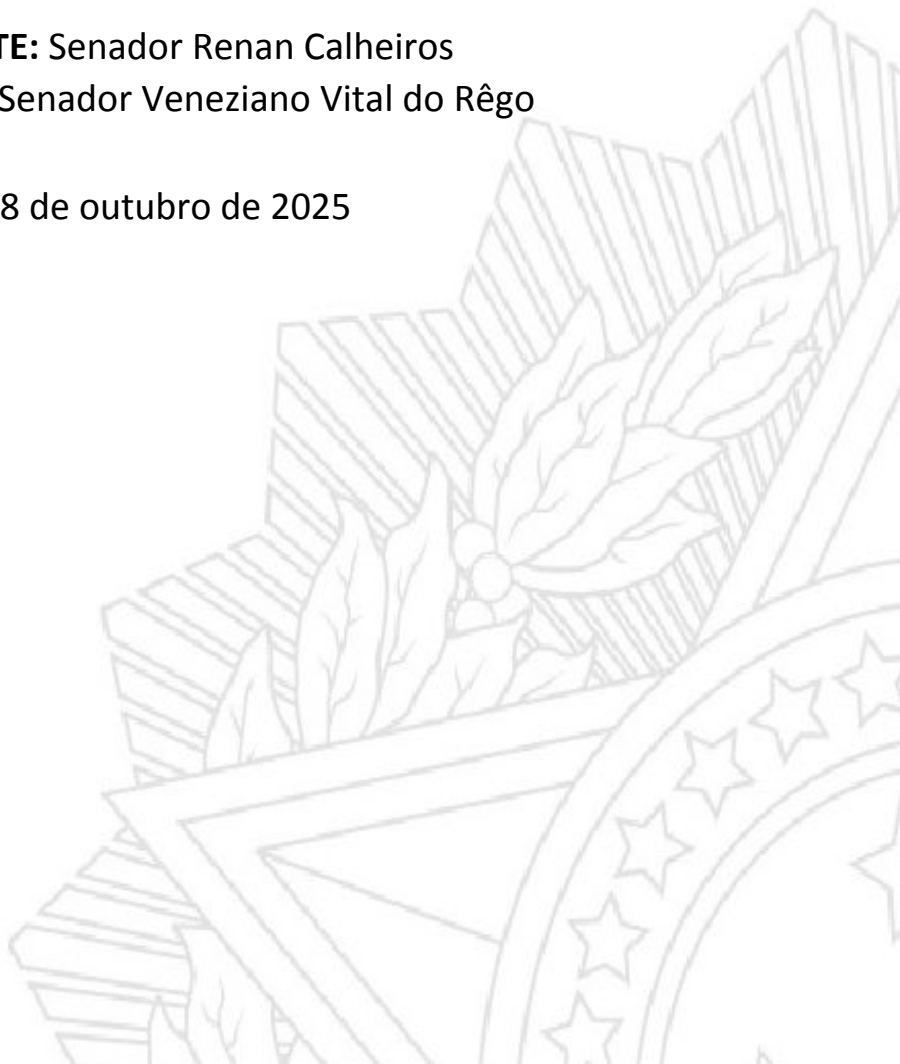 TE: Senador Renan Calheiros
Senador Veneziano Vital do Rêgo
8 de outubro de 2025